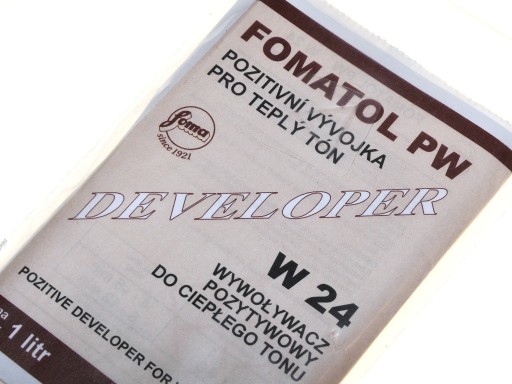 FOMATOL PW
POZITIVNÍ VÝVOJKA
PRO TEPLÝ TÓN
foma
since 1921
DEVELOPER
W 24
WYWOŁYWACZ
POZYTYWOWY
DO CIEPŁEGO TONU
POZITIVE DEVELOPER FOR
1 litr